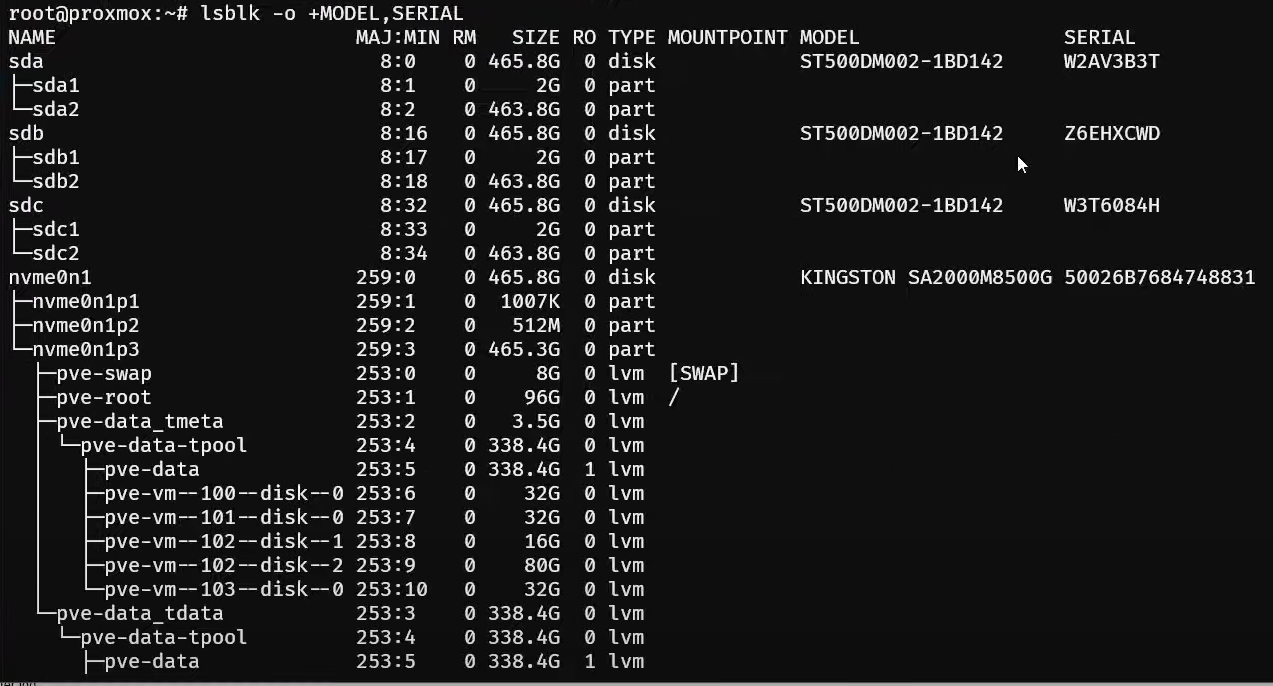 root@proxmox:~# lsblk -o +MODEL,SERIAL
NAME                         MAJ:MIN RM   SIZE RO TYPE MOUNTPOINT MODEL            SERIAL
sda                            8:0    0 465.8G  0 disk            ST500DM002-1BD142     W2AV3B3T
├─sda1                         8:1    0     2G  0 part
└─sda2                         8:2    0 463.8G  0 part
sdb                            8:16   0 465.8G  0 disk            ST500DM002-1BD142     Z6EHXCWD
├─sdb1                         8:17   0     2G  0 part
└─sdb2                         8:18   0 463.8G  0 part
sdc                            8:32   0 465.8G  0 disk            ST500DM002-1BD142     W3T6084H
├─sdc1                         8:33   0     2G  0 part
└─sdc2                         8:34   0 463.8G  0 part
nvme0n1                      259:0    0 465.8G  0 disk            KINGSTON SA2000M8500G 50026B7684748831
├─nvme0n1p1                  259:1    0  1007K  0 part
├─nvme0n1p2                  259:2    0   512M  0 part
└─nvme0n1p3                  259:3    0 465.3G  0 part
  ├─pve-swap                 253:0    0     8G  0 lvm  [SWAP]
  ├─pve-root                 253:1    0    96G  0 lvm  /
  ├─pve-data_tmeta           253:2    0   3.5G  0 lvm
  │ └─pve-data-tpool         253:4    0 338.4G  0 lvm
  │   ├─pve-data             253:5    0 338.4G  1 lvm
  │   ├─pve-vm--100--disk--0 253:6    0    32G  0 lvm
  │   ├─pve-vm--101--disk--0 253:7    0    32G  0 lvm
  │   ├─pve-vm--102--disk--1 253:8    0    16G  0 lvm
  │   ├─pve-vm--102--disk--2 253:9    0    80G  0 lvm
  │   └─pve-vm--103--disk--0 253:10   0    32G  0 lvm
  └─pve-data_tdata           253:3    0 338.4G  0 lvm
    └─pve-data-tpool         253:4    0 338.4G  0 lvm
      ├─pve-data             253:5    0 338.4G  1 lvm